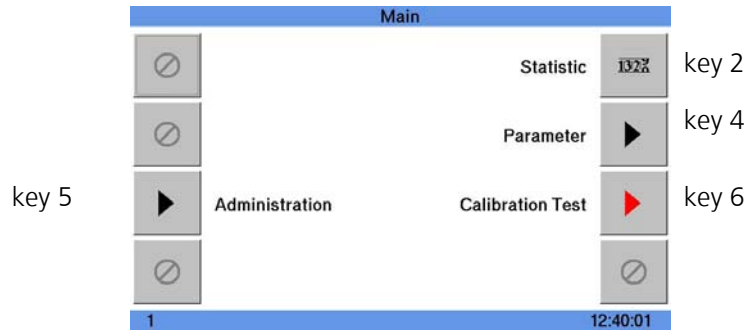 Main
Statistic
key 2
Parameter
key 4
key 5
Administration
Calibration Test
key 6
1
12:40:01